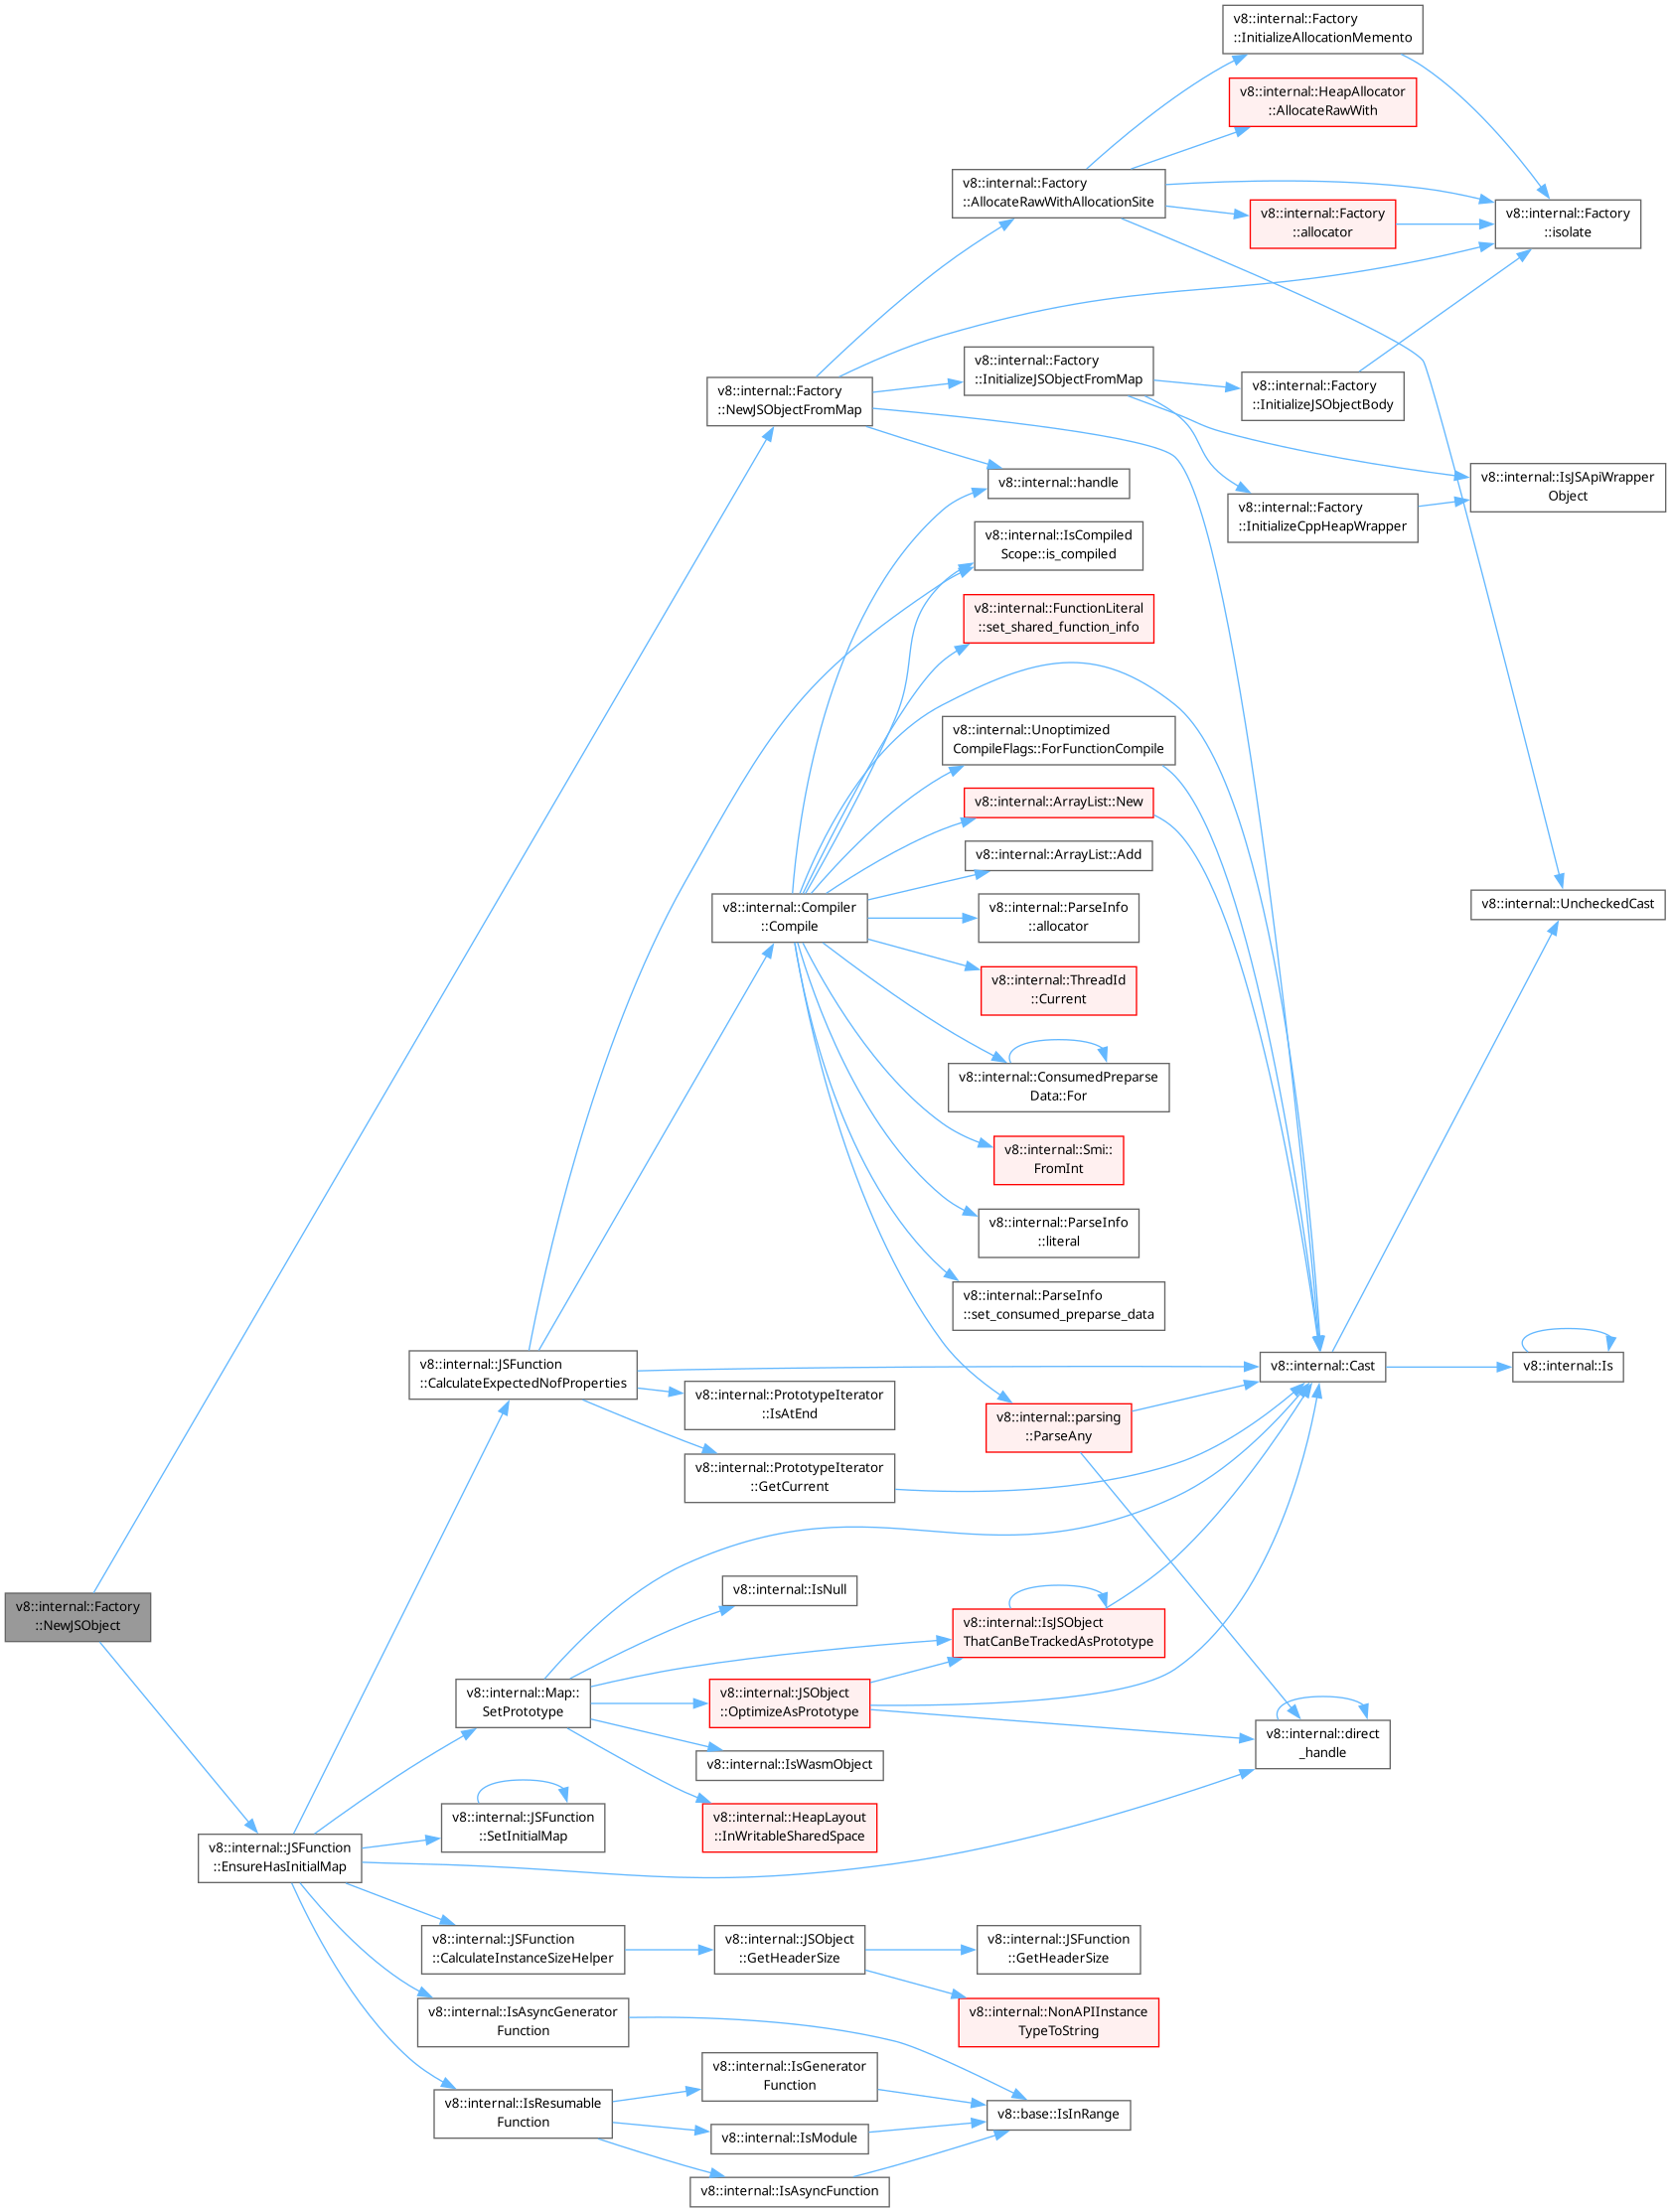 v8::internal::Factory
::InitializeAllocationMemento
v8::internal::HeapAllocator
::AllocateRawWith
v8::internal::Factory
::AllocateRawWithAllocationSite
v8::internal::Factory
::allocator
v8::internal::Factory
::isolate
v8::internal::Factory
::NewJSObjectFromMap
v8::internal::Factory
::InitializeJSObjectFromMap
v8::internal::Factory
::InitializeJSObjectBody
v8::internal::handle
v8::internal::IsJSApiWrapper
Object
v8::internal::Factory
::InitializeCppHeapWrapper
v8::internal::IsCompiled
Scope::is_compiled
v8::internal::FunctionLiteral
::set_shared_function_info
v8::internal::Unoptimized
CompileFlags::ForFunctionCompile
v8::internal::ArrayList::New
v8::internal::ArrayList::Add
v8::internal::UncheckedCast
v8::internal::Compiler
::Compile
v8::internal::ParseInfo
::allocator
v8::internal::ThreadId
::Current
v8::internal::ConsumedPreparse
Data::For
v8::internal::Smi::
FromInt
v8::internal::ParseInfo
::literal
v8::internal::ParseInfo
::set_consumed_preparse_data
v8::internal::JSFunction
::CalculateExpectedNofProperties
v8::internal::Cast
v8::internal::Is
v8::internal::PrototypeIterator
::IsAtEnd
v8::internal::parsing
::ParseAny
v8::internal::PrototypeIterator
::GetCurrent
v8::internal::IsNull
v8::internal::Factory
::NewJSObject
v8::internal::IsJSObject
ThatCanBeTrackedAsPrototype
v8::internal::Map::
SetPrototype
v8::internal::JSObject
::OptimizeAsPrototype
v8::internal::direct
_handle
v8::internal::IsWasmObject
v8::internal::JSFunction
::SetInitialMap
v8::internal::HeapLayout
::InWritableSharedSpace
v8::internal::JSFunction
::EnsureHasInitialMap
v8::internal::JSFunction
::CalculateInstanceSizeHelper
v8::internal::JSObject
::GetHeaderSize
v8::internal::JSFunction
::GetHeaderSize
v8::internal::IsAsyncGenerator
Function
v8::internal::NonAPIInstance
TypeToString
v8::internal::IsGenerator
Function
v8::internal::IsResumable
Function
v8::base::IsInRange
v8::internal::IsModule
v8::internal::IsAsyncFunction